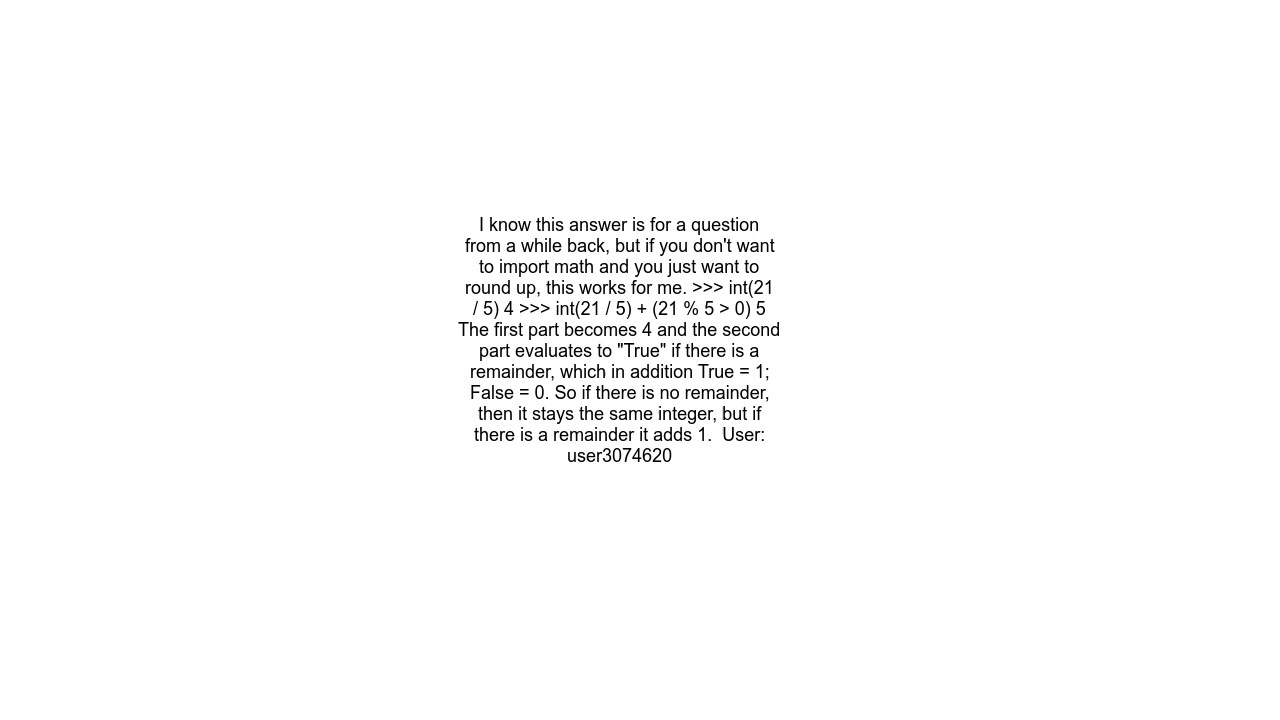 I know this answer is for a question
from a while back, but if you don't want
to import math and you just want to
round up, this works for me. >>> int(21
/ 5) 4 >>> int(21 / 5) + (21 % 5 > 0) 5
The first part becomes 4 and the second
part evaluates to "True" if there is a
remainder, which in addition True = 1;
False = 0. So if there is no remainder,
then it stays the same integer, but if
there is a remainder it adds 1.  User:
user3074620